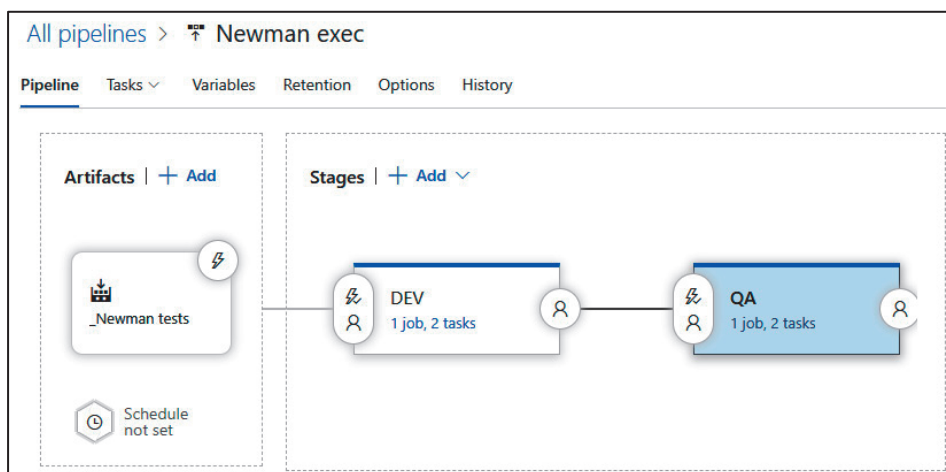 All pipelines > Newman exec
Pipeline Tasks Variables Retention Options History
Artifacts | + Add
Stages | + Add
_Newman tests
DEV
1 job, 2 tasks
QA
1 job, 2 tasks
Schedule
not set